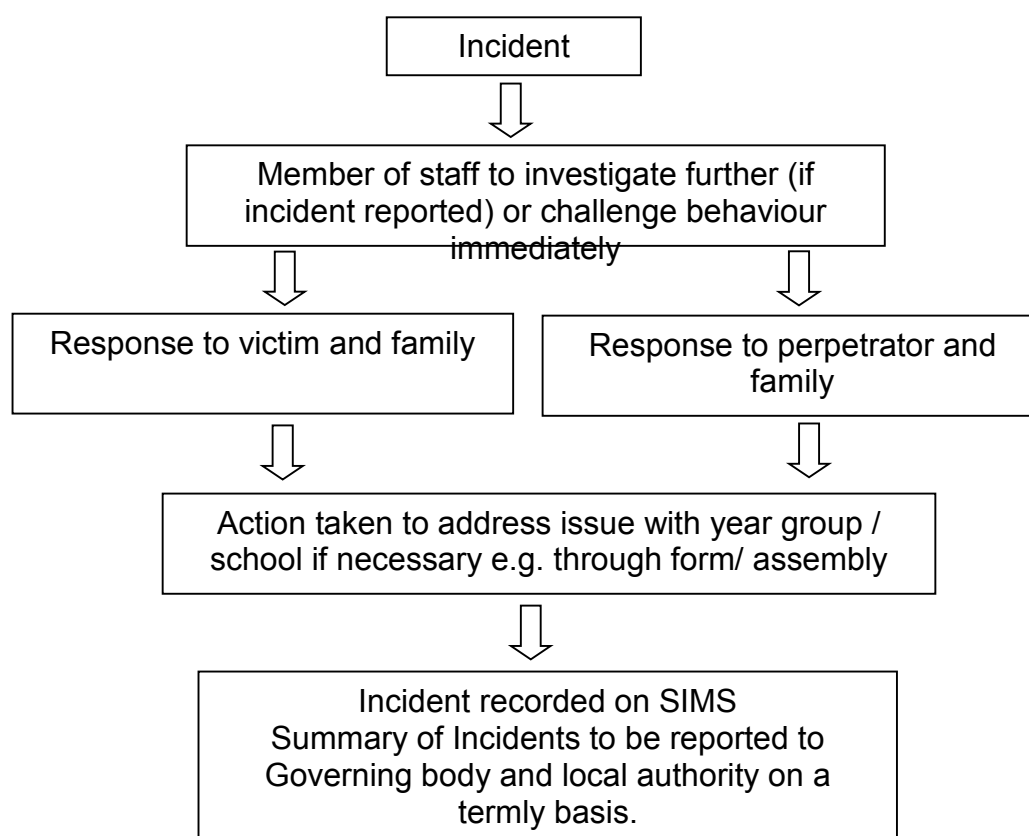 Incident
Member of staff to investigate further (if
incident reported) or challenge behaviour
immediately
Response to victim and family
Response to perpetrator and
family
Action taken to address issue with year group /
school if necessary e.g. through form/ assembly
Incident recorded on SIMS
Summary of Incidents to be reported to
Governing body and local authority on a
termly basis.